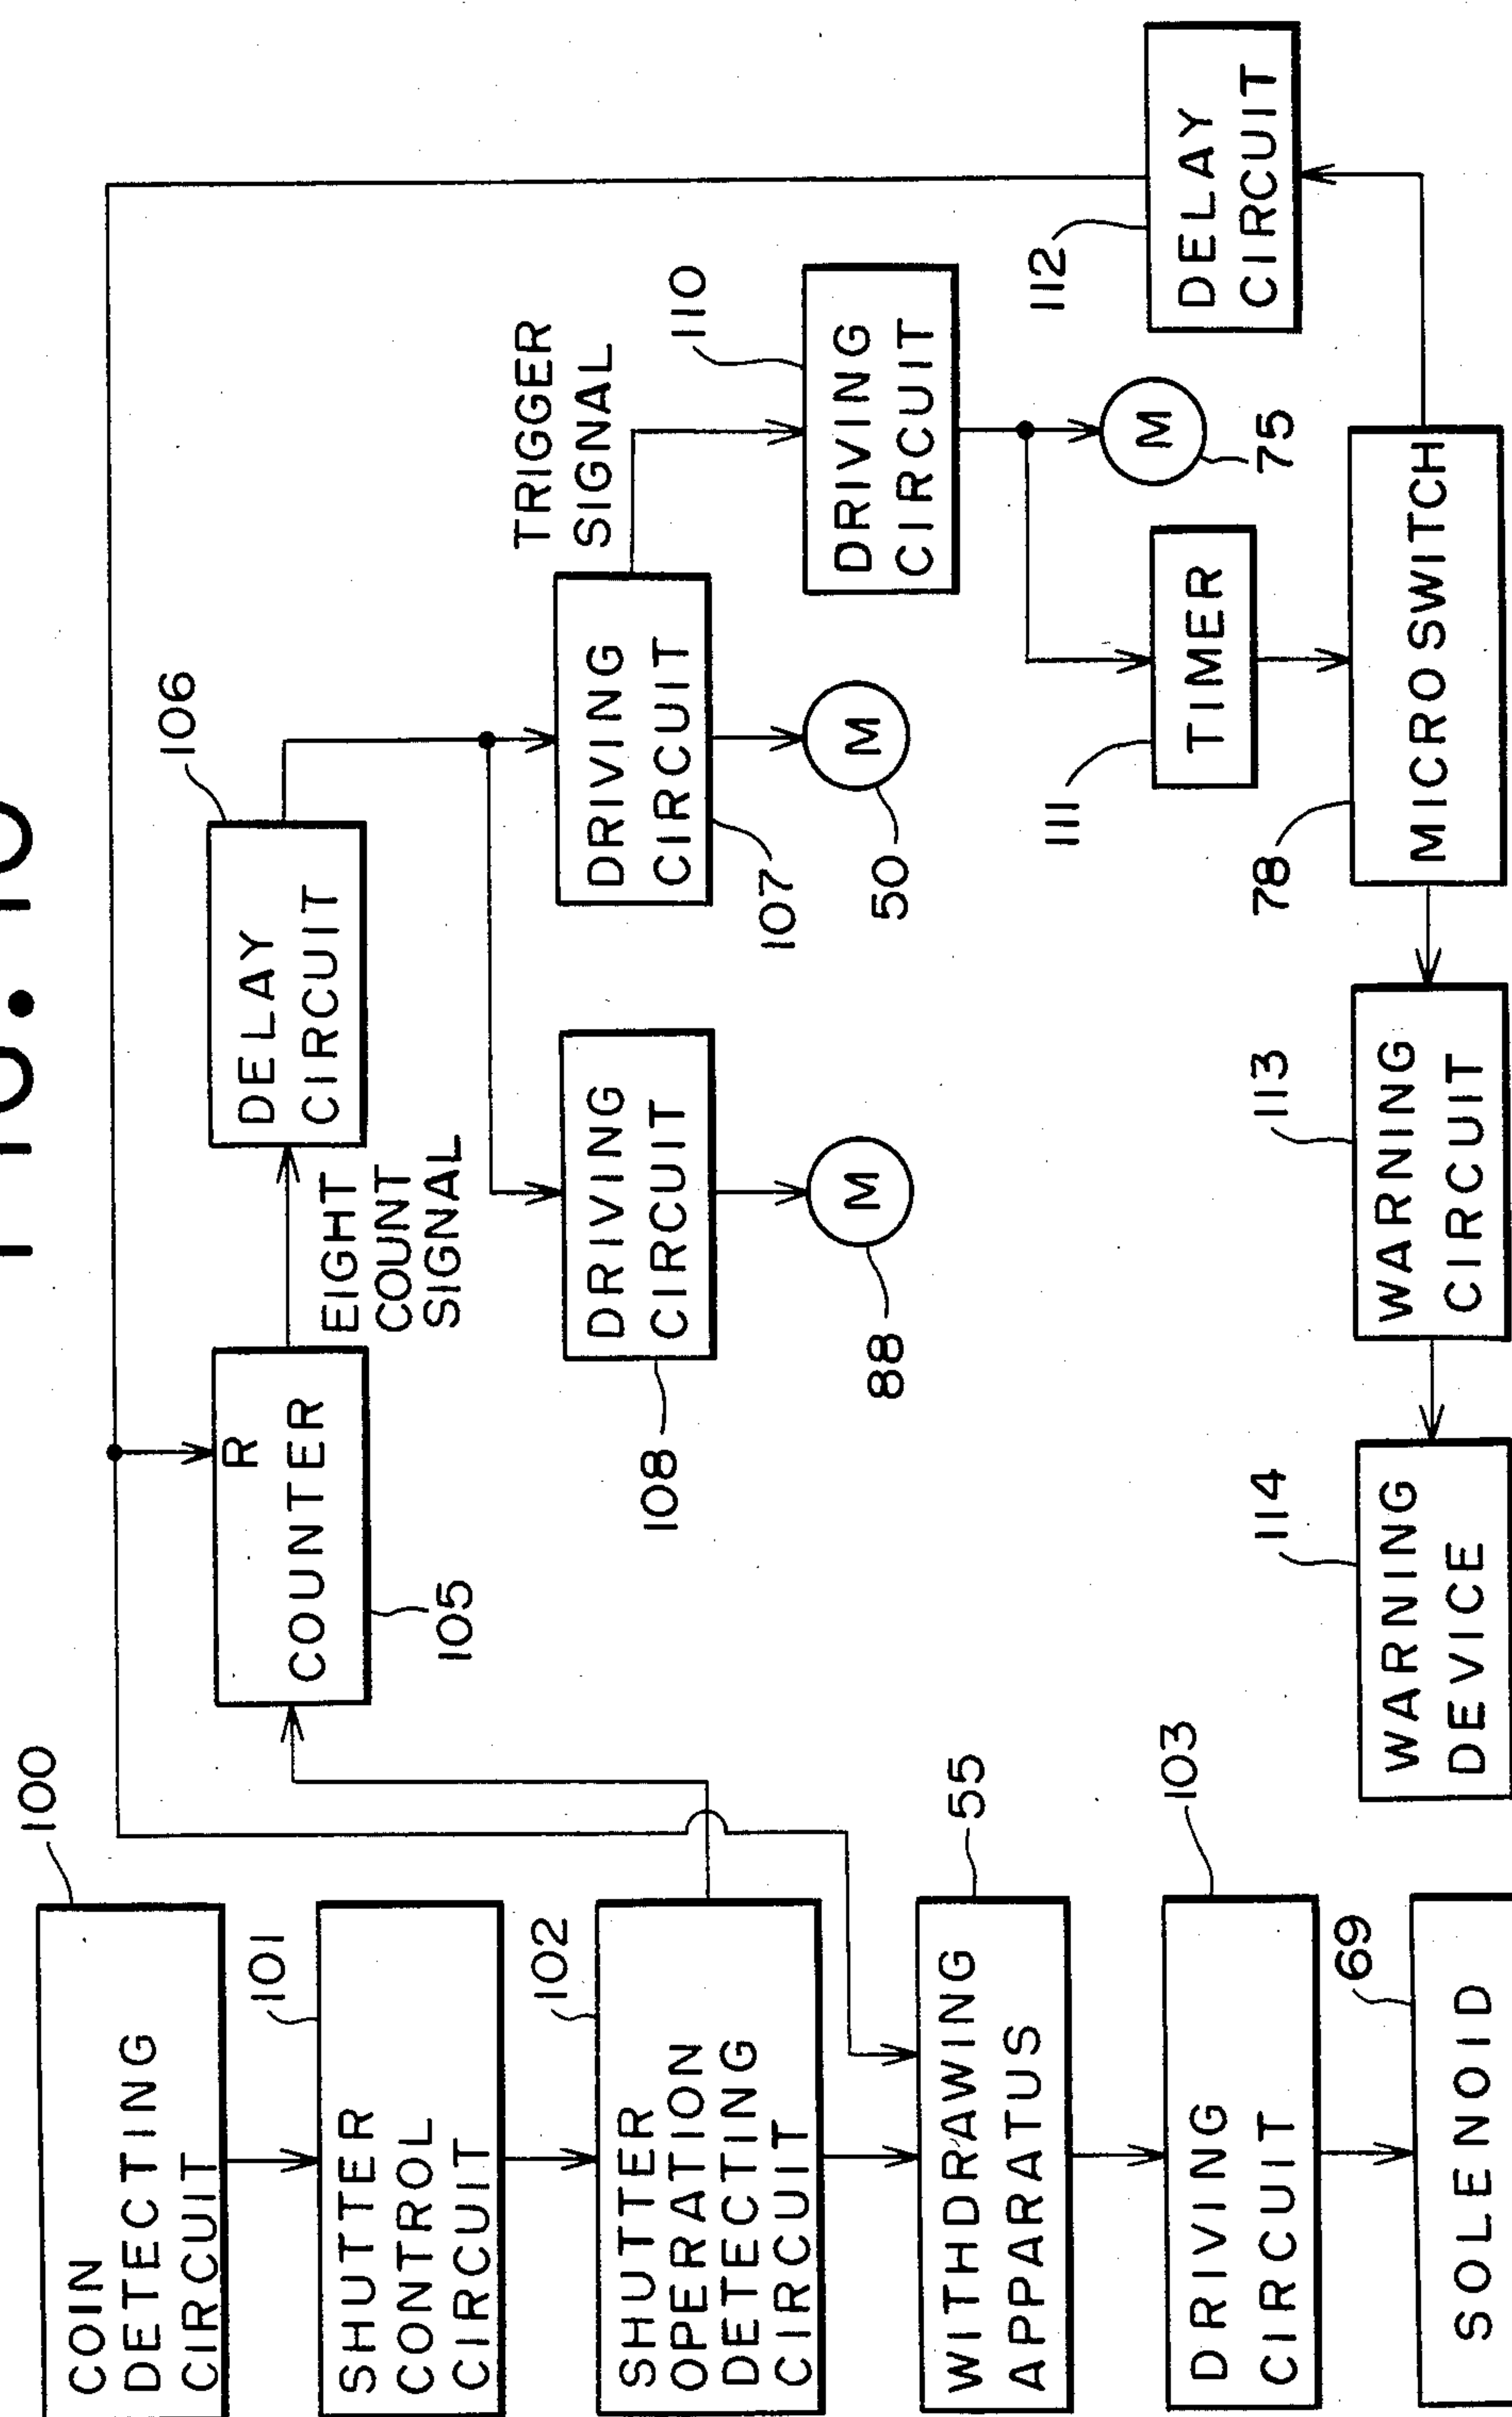 100
COIN
DETECTING
CIRCUIT
101
SHUTTER
CONTROL
CIRCUIT
102
SHUTTER
OPERATION
DETECTING
CIRCUIT
55
WITHDRAWING
APPARATUS
103
DRIVING
CIRCUIT
69
SOLENOID
R
COUNTER
105
EIGHT
COUNT
SIGNAL
106
DELAY
CIRCUIT
108
DRIVING
CIRCUIT
M
88
107
DRIVING
CIRCUIT
M
50
TRIGGER
SIGNAL
110
DRIVING
CIRCUIT
M
75
111
TIMER
112
DELAY
CIRCUIT
78
MICROSWITCH
113
WARNING
CIRCUIT
114
WARNING
DEVICE